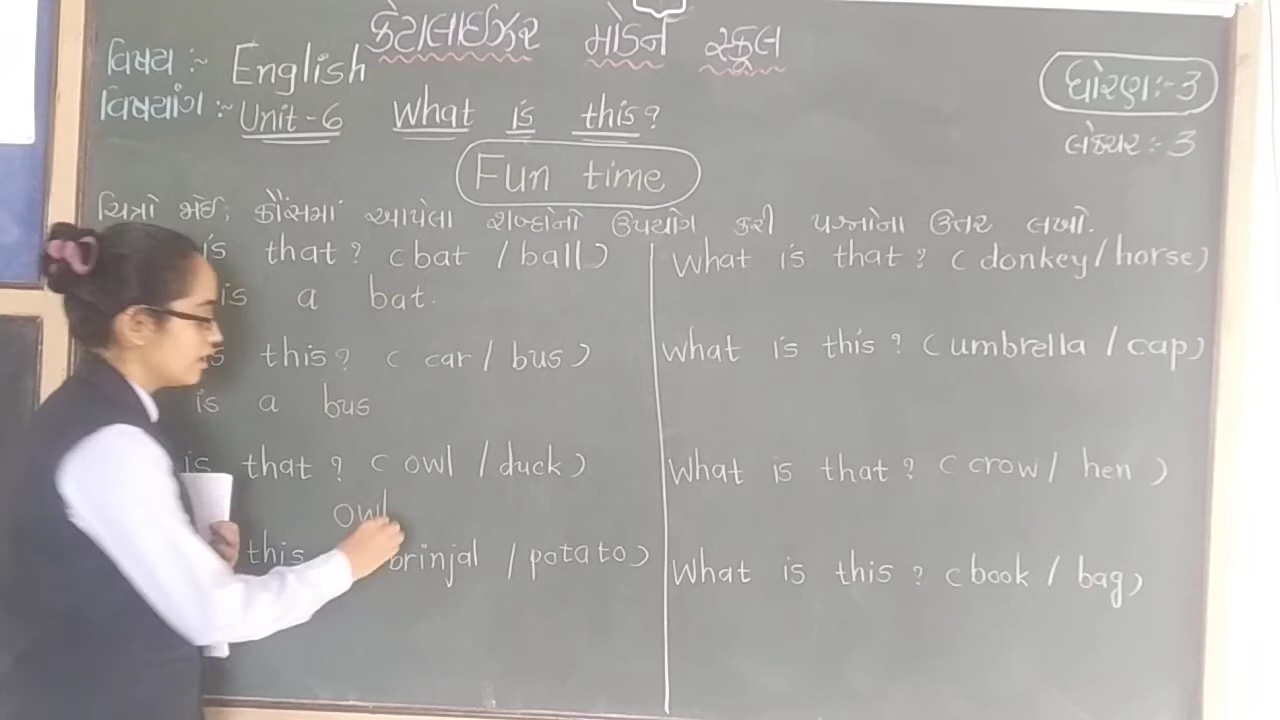 કેટાલાઈઝર મોડર્ન સ્કૂલ
વિષય :- English
વિષયાંગ :- Unit-6 What is this?
ધોરણ :- 3
લેક્ચર :- 3
Fun time
ચિત્રો જોઈ, કૌંસમાં આપેલા શબ્દોનો ઉપયોગ કરી પ્રશ્નોના ઉત્તર લખો.
is that? (bat / ball)
is a bat.
this? (car / bus)
is a bus
is that? (owl / duck)
owl
this brinjal / potato)
What is that? (donkey / horse)
What is this? (umbrella / cap)
What is that? (crow / hen)
What is this? (book / bag)